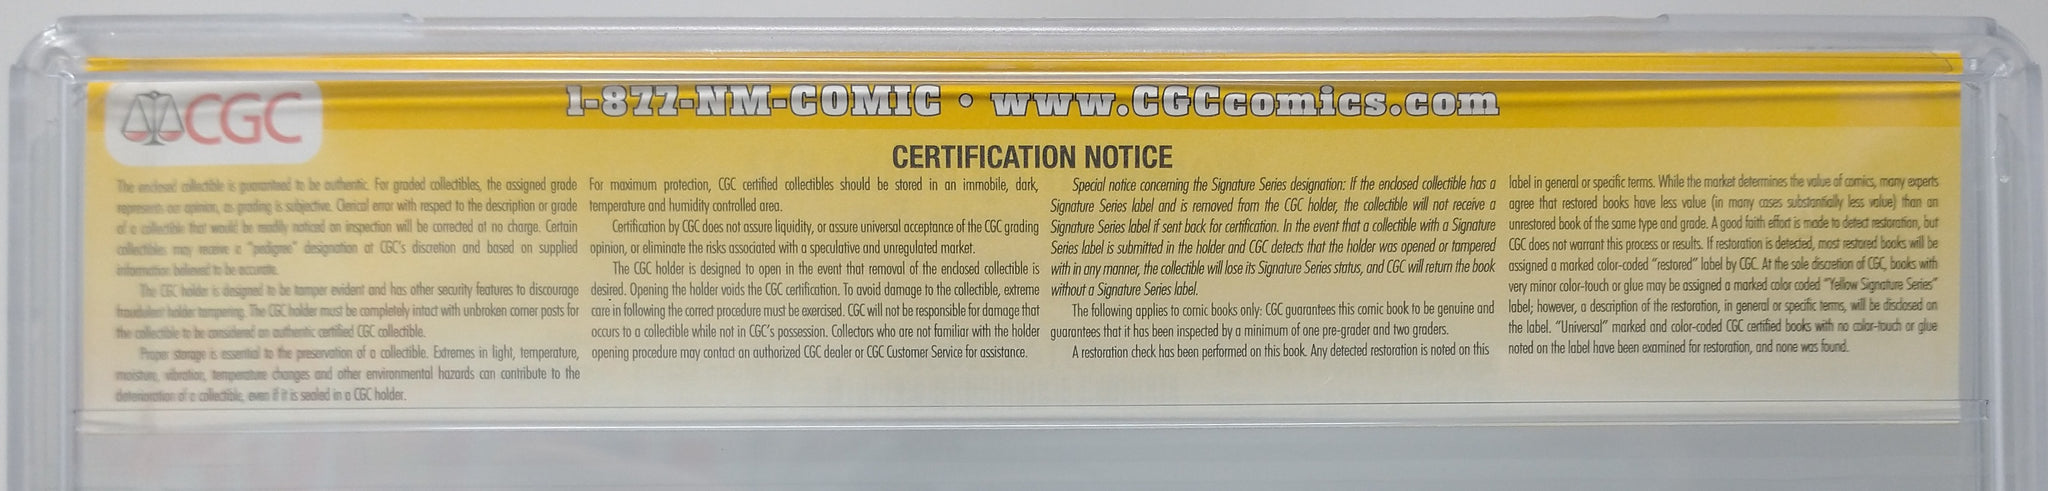 CGC
1-877-NM-COMIC • www.CGCcomics.com
CERTIFICATION NOTICE
The enclosed collectible is guaranteed to be authentic. For graded collectibles, the assigned grade
represents our opinion, as grading is subjective. Clerical error with respect to the description or grade
of a collectible that would be readily noticed on inspection will be corrected at no charge. Certain
collectibles may receive a "pedigree" designation at CGC's discretion and based on supplied
information believed to be accurate.
The CGC holder is designed to be tamper evident and has other security features to discourage
fraudulent holder tampering. The CGC holder must be completely intact with unbroken corner posts for
the collectible to be considered an authentic certified CGC collectible.
Proper storage is essential to the preservation of a collectible. Extremes in light, temperature,
moisture, vibration, temperature changes and other environmental hazards can contribute to the
deterioration of a collectible, even if it is sealed in a CGC holder.
For maximum protection, CGC certified collectibles should be stored in an immobile, dark,
temperature and humidity controlled area.
Certification by CGC does not assure liquidity, or assure universal acceptance of the CGC grading
opinion, or eliminate the risks associated with a speculative and unregulated market.
The CGC holder is designed to open in the event that removal of the enclosed collectible is
desired. Opening the holder voids the CGC certification. To avoid damage to the collectible, extreme
care in following the correct procedure must be exercised. CGC will not be responsible for damage that
occurs to a collectible while not in CGC's possession. Collectors who are not familiar with the holder
opening procedure may contact an authorized CGC dealer or CGC Customer Service for assistance.
Special notice concerning the Signature Series designation: If the enclosed collectible has a
Signature Series label and is removed from the CGC holder, the collectible will not receive a
Signature Series label if sent back for certification. In the event that a collectible with a Signature
Series label is submitted in the holder and CGC detects that the holder was opened or tampered
with in any manner, the collectible will lose its Signature Series status, and CGC will return the book
without a Signature Series label.
The following applies to comic books only: CGC guarantees this comic book to be genuine and
guarantees that it has been inspected by a minimum of one pre-grader and two graders.
A restoration check has been performed on this book. Any detected restoration is noted on this
label in general or specific terms. While the market determines the value of comics, many experts
agree that restored books have less value (in many cases substantially less value) than an
unrestored book of the same type and grade. A good faith effort is made to detect restoration, but
CGC does not warrant this process or results. If restoration is detected, most restored books will be
assigned a marked color-coded "restored" label by CGC. At the sole discretion of CGC, books with
very minor color-touch or glue may be assigned a marked color coded "Yellow Signature Series"
label; however, a description of the restoration, in general or specific terms, will be disclosed on
the label. "Universal" marked and color-coded CGC certified books with no color-touch or glue
noted on the label have been examined for restoration, and none was found.